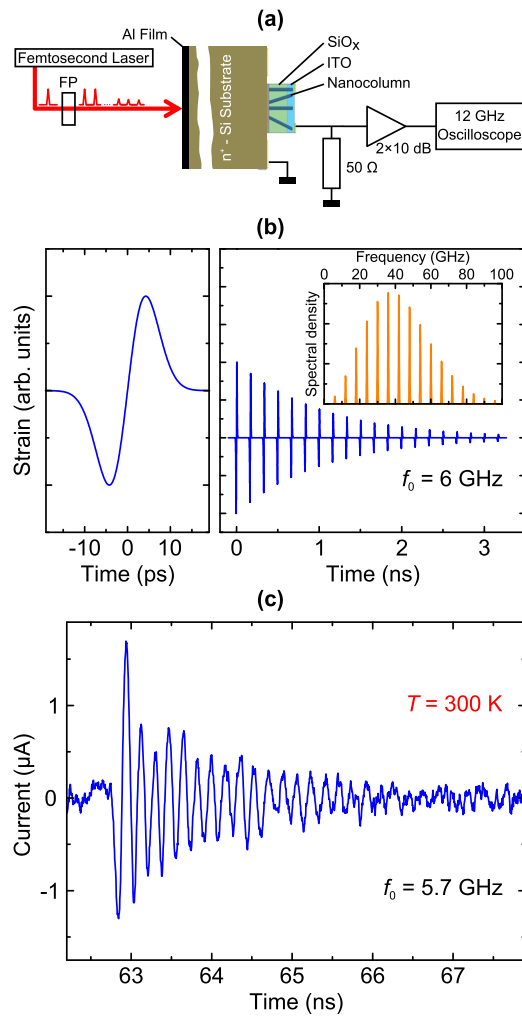 (a)
Al Film
Femtosecond Laser
FP
n⁺ - Si Substrate
SiOₓ
ITO
Nanocolumn
50 Ω
2×10 dB
12 GHz
Oscilloscope
(b)
Strain (arb. units)
-10 0 10
Time (ps)
Frequency (GHz)
0 20 40 60 80 100
Spectral density
f₀ = 6 GHz
0 1 2 3
Time (ns)
(c)
Current (µA)
1
0
-1
T = 300 K
f₀ = 5.7 GHz
63 64 65 66 67
Time (ns)